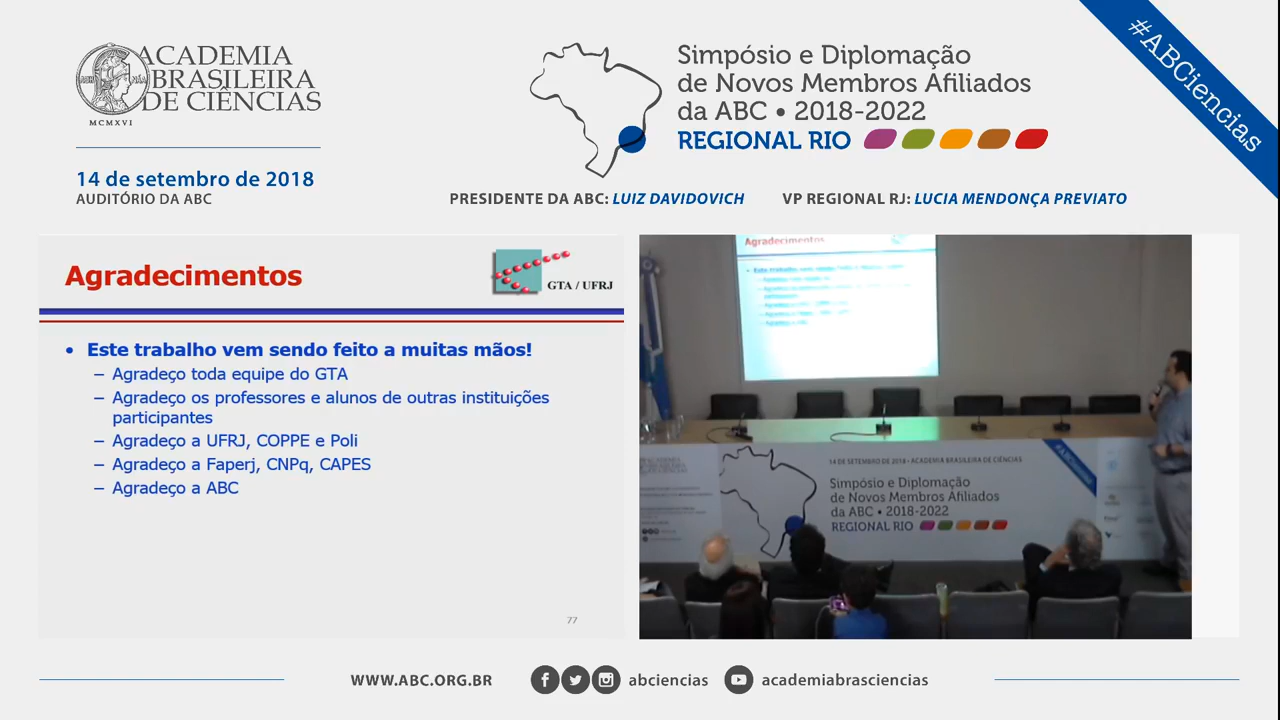 ACADEMIA
BRASILEIRA
DE CIÊNCIAS
MCMXVI
14 de setembro de 2018
AUDITÓRIO DA ABC
Simpósio e Diplomação
de Novos Membros Afiliados
da ABC • 2018-2022
REGIONAL RIO
#ABCiencias
PRESIDENTE DA ABC: LUIZ DAVIDOVICH
VP REGIONAL RJ: LUCIA MENDONÇA PREVIATO
Agradecimentos
GTA / UFRJ
• Este trabalho vem sendo feito a muitas mãos!
– Agradeço toda equipe do GTA
– Agradeço os professores e alunos de outras instituições
participantes
– Agradeço a UFRJ, COPPE e Poli
– Agradeço a Faperj, CNPq, CAPES
– Agradeço a ABC
77
Agradecimentos
14 DE SETEMBRO DE 2018 • ACADEMIA BRASILEIRA DE CIÊNCIAS
Simpósio e Diplomação
de Novos Membros Afiliados
da ABC • 2018-2022
REGIONAL RIO
WWW.ABC.ORG.BR
abciencias
academiabrasciencias